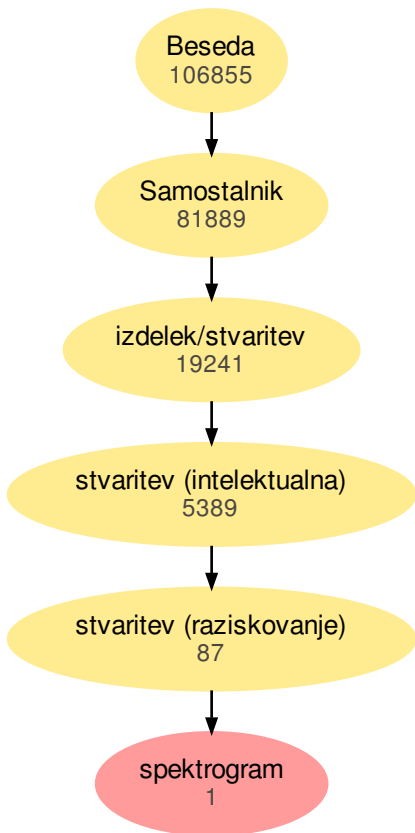 Beseda
106855
Samostalnik
81889
izdelek/stvaritev
19241
stvaritev (intelektualna)
5389
stvaritev (raziskovanje)
87
spektrogram
1